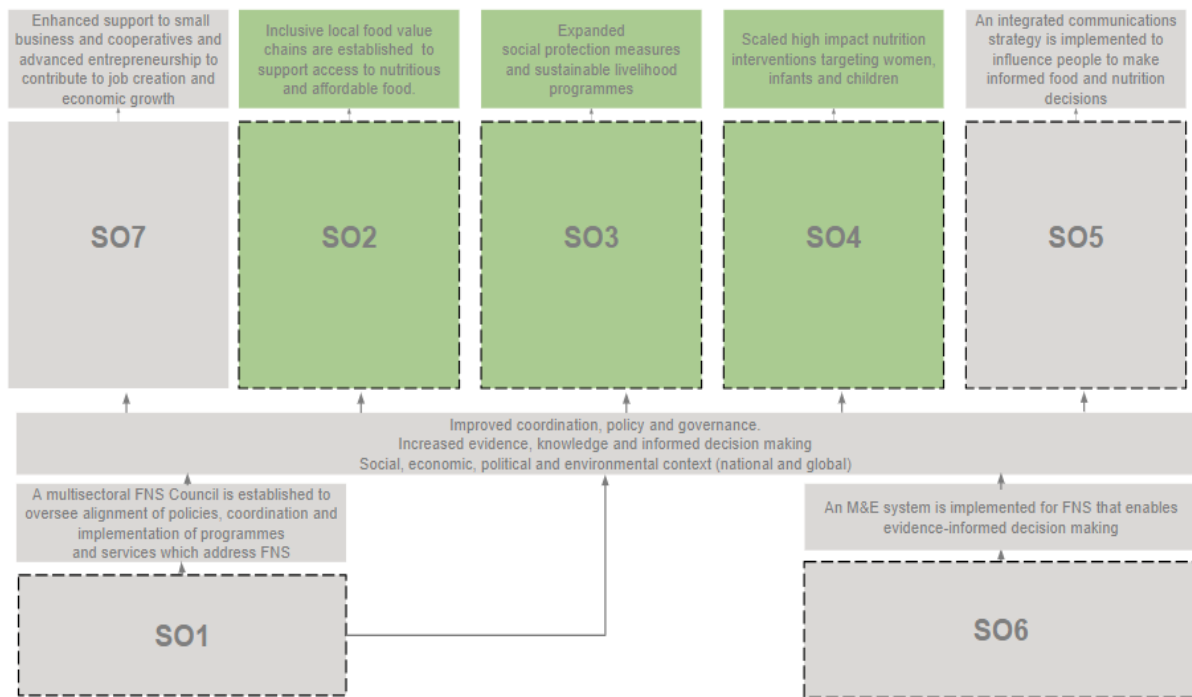 Enhanced support to small
business and cooperatives and
advanced entrepreneurship to
contribute to job creation and
economic growth
Inclusive local food value
chains are established to
support access to nutritious
and affordable food.
Expanded
social protection measures
and sustainable livelihood
programmes
Scaled high impact nutrition
interventions targeting women,
infants and children
An integrated communications
strategy is implemented to
influence people to make
informed food and nutrition
decisions
SO7
SO2
SO3
SO4
SO5
Improved coordination, policy and governance.
Increased evidence, knowledge and informed decision making
Social, economic, political and environmental context (national and global)
A multisectoral FNS Council is established to
oversee alignment of policies, coordination and
implementation of programmes
and services which address FNS
An M&E system is implemented for FNS that enables
evidence-informed decision making
SO1
SO6